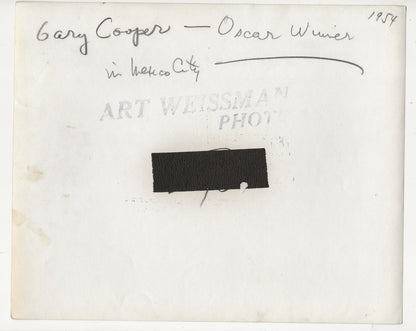 1954
Gary Cooper — Oscar Winner
in Mexico City
ART WEISSMAN
PHOTO